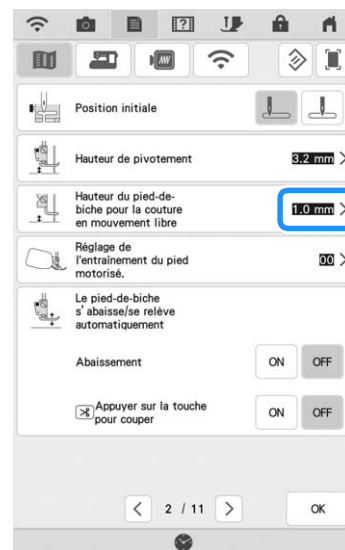 Position initiale
Hauteur de pivotement
3.2 mm
Hauteur du pied-de-
biche pour la couture
en mouvement libre
1.0 mm
Réglage de
l'entraînement du pied
motorisé.
00
Le pied-de-biche
s'abaisse/se relève
automatiquement
Abaissement
ON OFF
Appuyer sur la touche
pour couper
ON OFF
2 / 11
OK